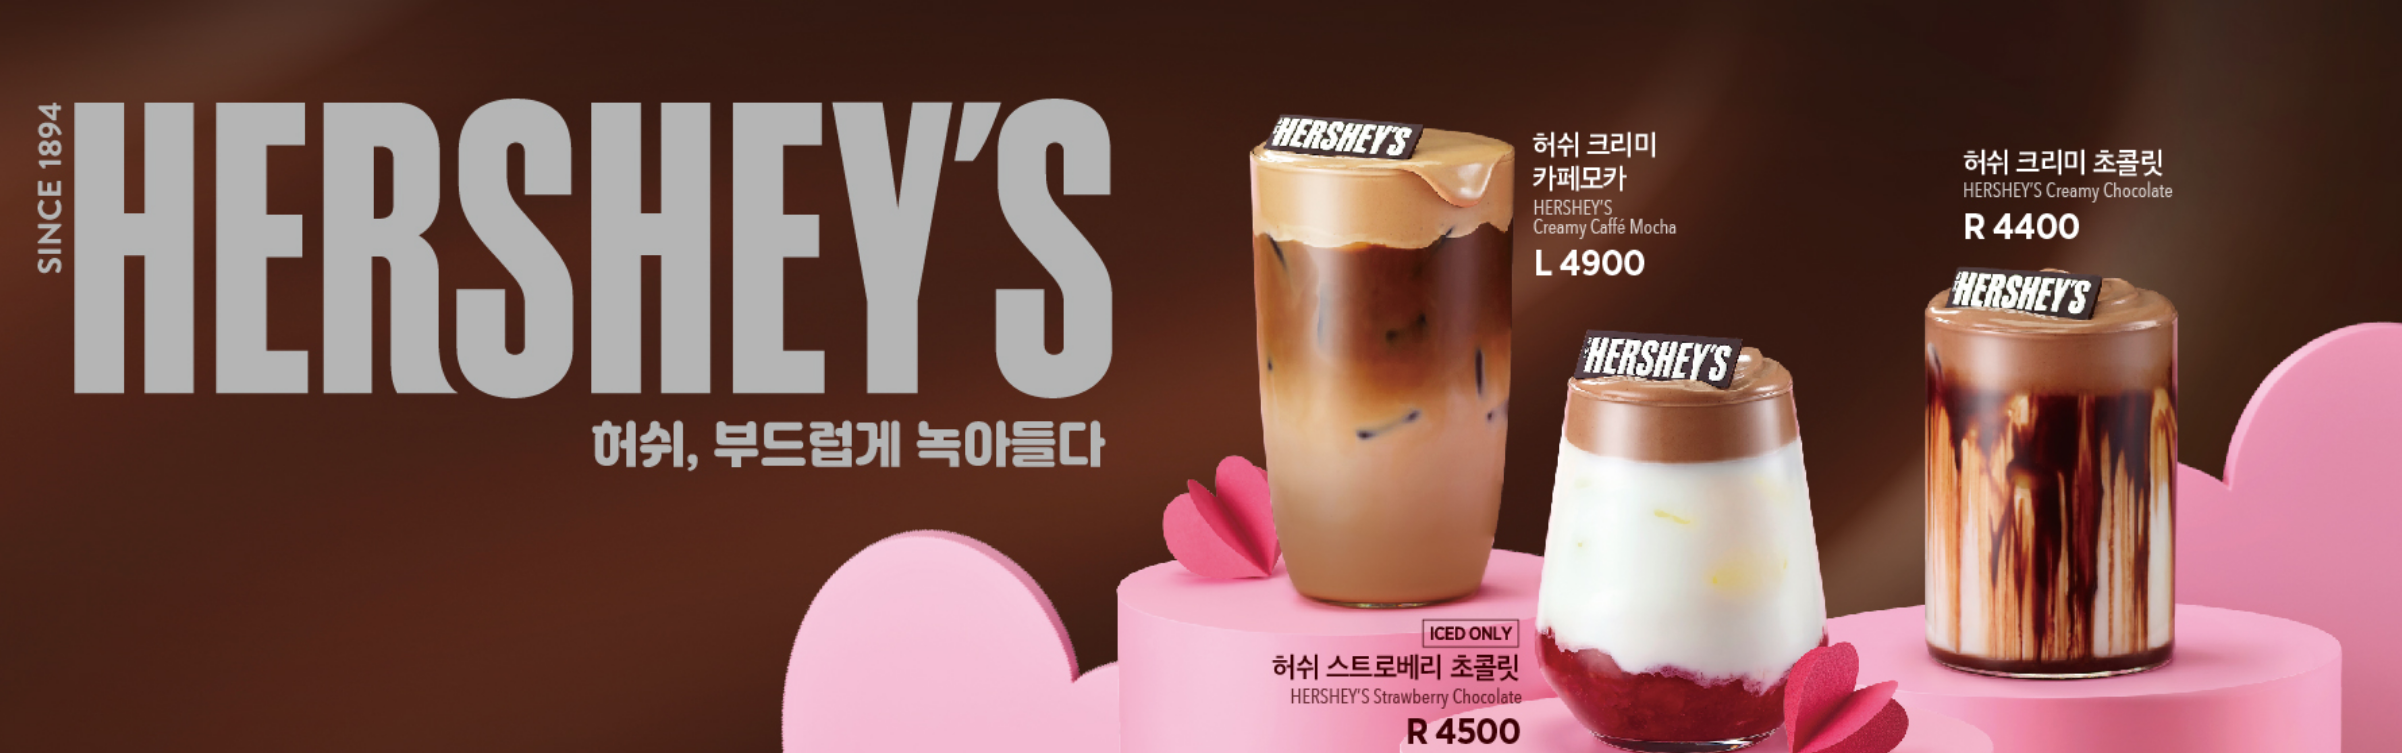 SINCE 1894
HERSHEY'S
허쉬, 부드럽게 녹아들다
HERSHEY'S
허쉬 크리미
카페모카
HERSHEY'S
Creamy Caffé Mocha
L 4900
HERSHEY'S
ICED ONLY
허쉬 스트로베리 초콜릿
HERSHEY'S Strawberry Chocolate
R 4500
허쉬 크리미 초콜릿
HERSHEY'S Creamy Chocolate
R 4400
HERSHEY'S